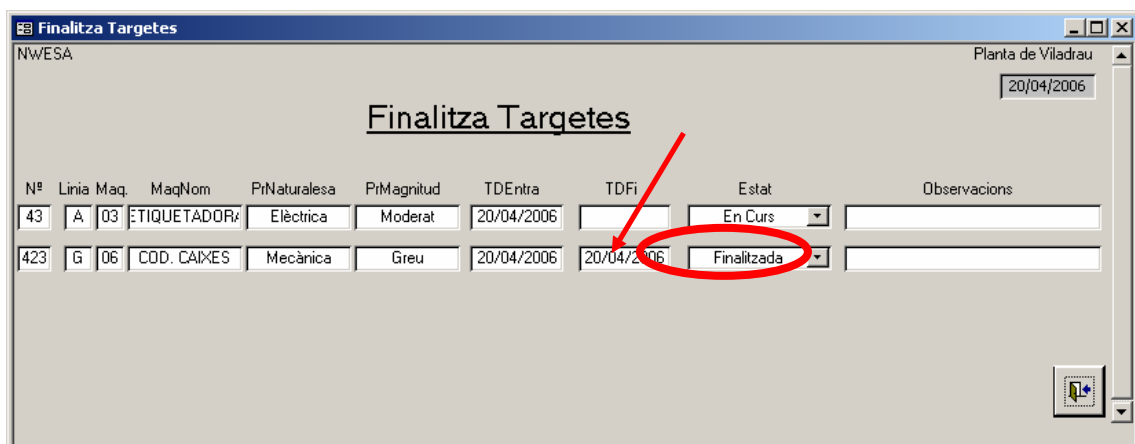 Finalitza Targetes
NWESA Planta de Viladrau
20/04/2006
Finalitza Targetes
Nº Linia Maq. MaqNom PrNaturalesa PrMagnitud TDEntra TDFi Estat Observacions
43 A 03 ETIQUETADORA Elèctrica Moderat 20/04/2006 En Curs
423 G 06 COD. CAIXES Mecànica Greu 20/04/2006 20/04/2006 Finalitzada